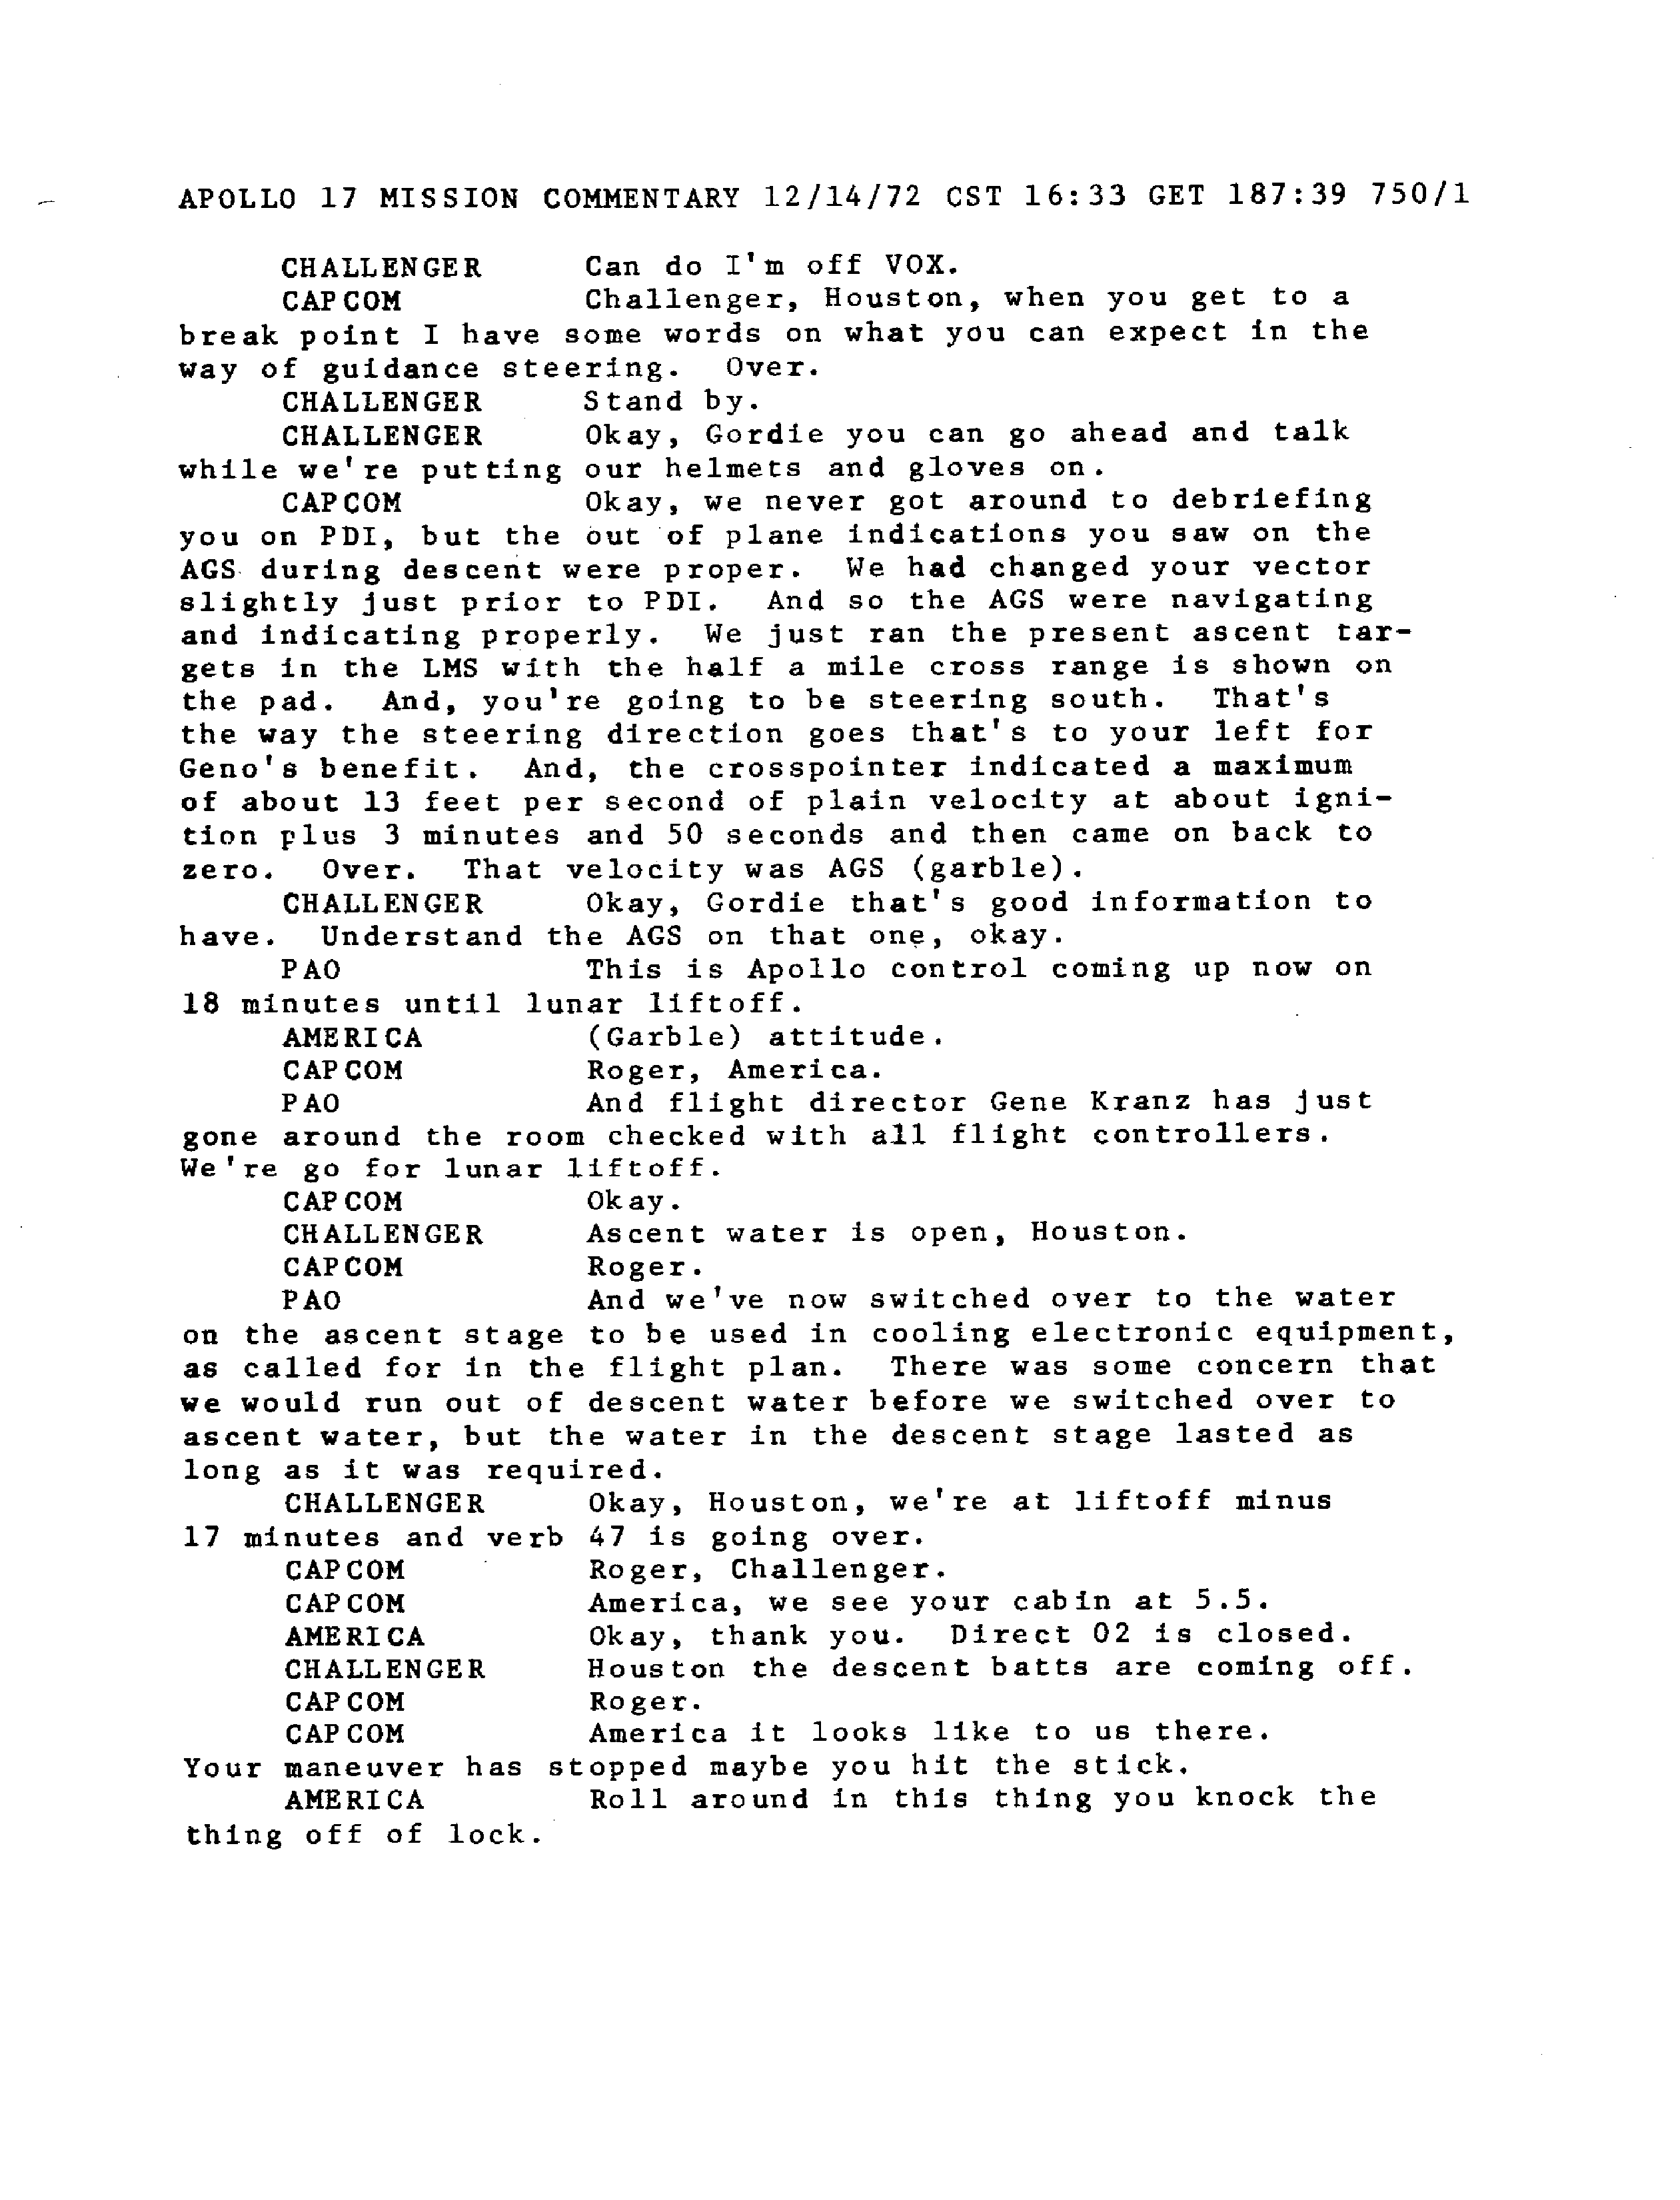 APOLLO 17 MISSION COMMENTARY 12/14/72 CST 16:33 GET 187:39 750/1
CHALLENGER Can do I'm off VOX.
CAPCOM Challenger, Houston, when you get to a
break point I have some words on what you can expect in the
way of guidance steering. Over.
CHALLENGER Stand by.
CHALLENGER Okay, Gordie you can go ahead and talk
while we're putting our helmets and gloves on.
CAPCOM Okay, we never got around to debriefing
you on PDI, but the out of plane indications you saw on the
AGS during descent were proper. We had changed your vector
slightly just prior to PDI. And so the AGS were navigating
and indicating properly. We just ran the present ascent tar-
gets in the LMS with the half a mile cross range is shown on
the pad. And, you're going to be steering south. That's
the way the steering direction goes that's to your left for
Geno's benefit. And, the crosspointer indicated a maximum
of about 13 feet per second of plain velocity at about igni-
tion plus 3 minutes and 50 seconds and then came on back to
zero. Over. That velocity was AGS (garble).
CHALLENGER Okay, Gordie that's good information to
have. Understand the AGS on that one, okay.
PAO This is Apollo control coming up now on
18 minutes until lunar liftoff.
AMERICA (Garble) attitude.
CAPCOM Roger, America.
PAO And flight director Gene Kranz has just
gone around the room checked with all flight controllers.
We're go for lunar liftoff.
CAPCOM Okay.
CHALLENGER Ascent water is open, Houston.
CAPCOM Roger.
PAO And we've now switched over to the water
on the ascent stage to be used in cooling electronic equipment,
as called for in the flight plan. There was some concern that
we would run out of descent water before we switched over to
ascent water, but the water in the descent stage lasted as
long as it was required.
CHALLENGER Okay, Houston, we're at liftoff minus
17 minutes and verb 47 is going over.
CAPCOM Roger, Challenger.
CAPCOM America, we see your cabin at 5.5.
AMERICA Okay, thank you. Direct O2 is closed.
CHALLENGER Houston the descent batts are coming off.
CAPCOM Roger.
CAPCOM America it looks like to us there.
Your maneuver has stopped maybe you hit the stick.
AMERICA Roll around in this thing you knock the
thing off of lock.